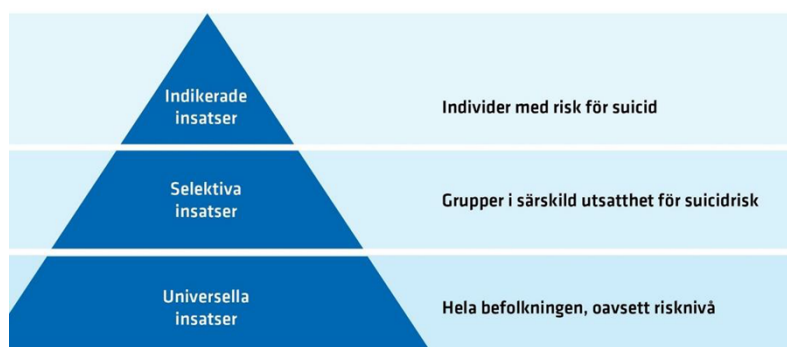 Indikerade
insatser
Individer med risk för suicid
Selektiva
insatser
Grupper i särskild utsatthet för suicidrisk
Universella
insatser
Hela befolkningen, oavsett risknivå